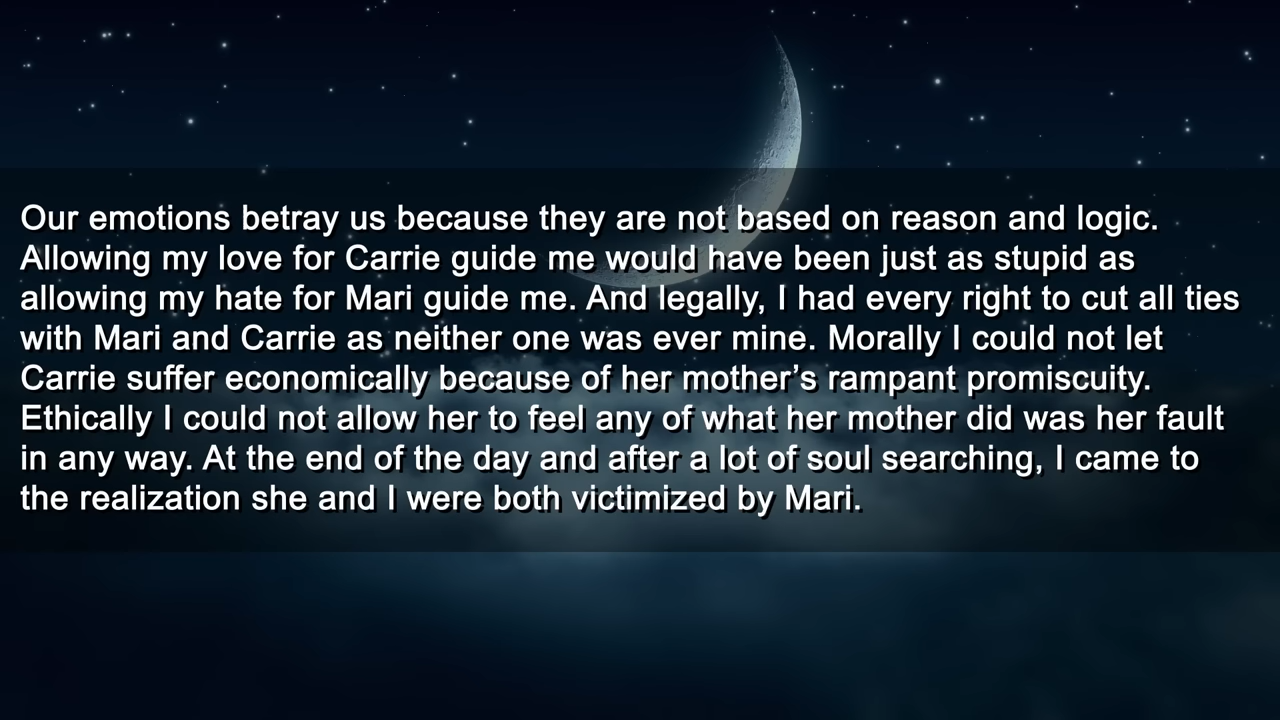 Our emotions betray us because they are not based on reason and logic.
Allowing my love for Carrie guide me would have been just as stupid as
allowing my hate for Mari guide me. And legally, I had every right to cut all ties
with Mari and Carrie as neither one was ever mine. Morally I could not let
Carrie suffer economically because of her mother’s rampant promiscuity.
Ethically I could not allow her to feel any of what her mother did was her fault
in any way. At the end of the day and after a lot of soul searching, I came to
the realization she and I were both victimized by Mari.